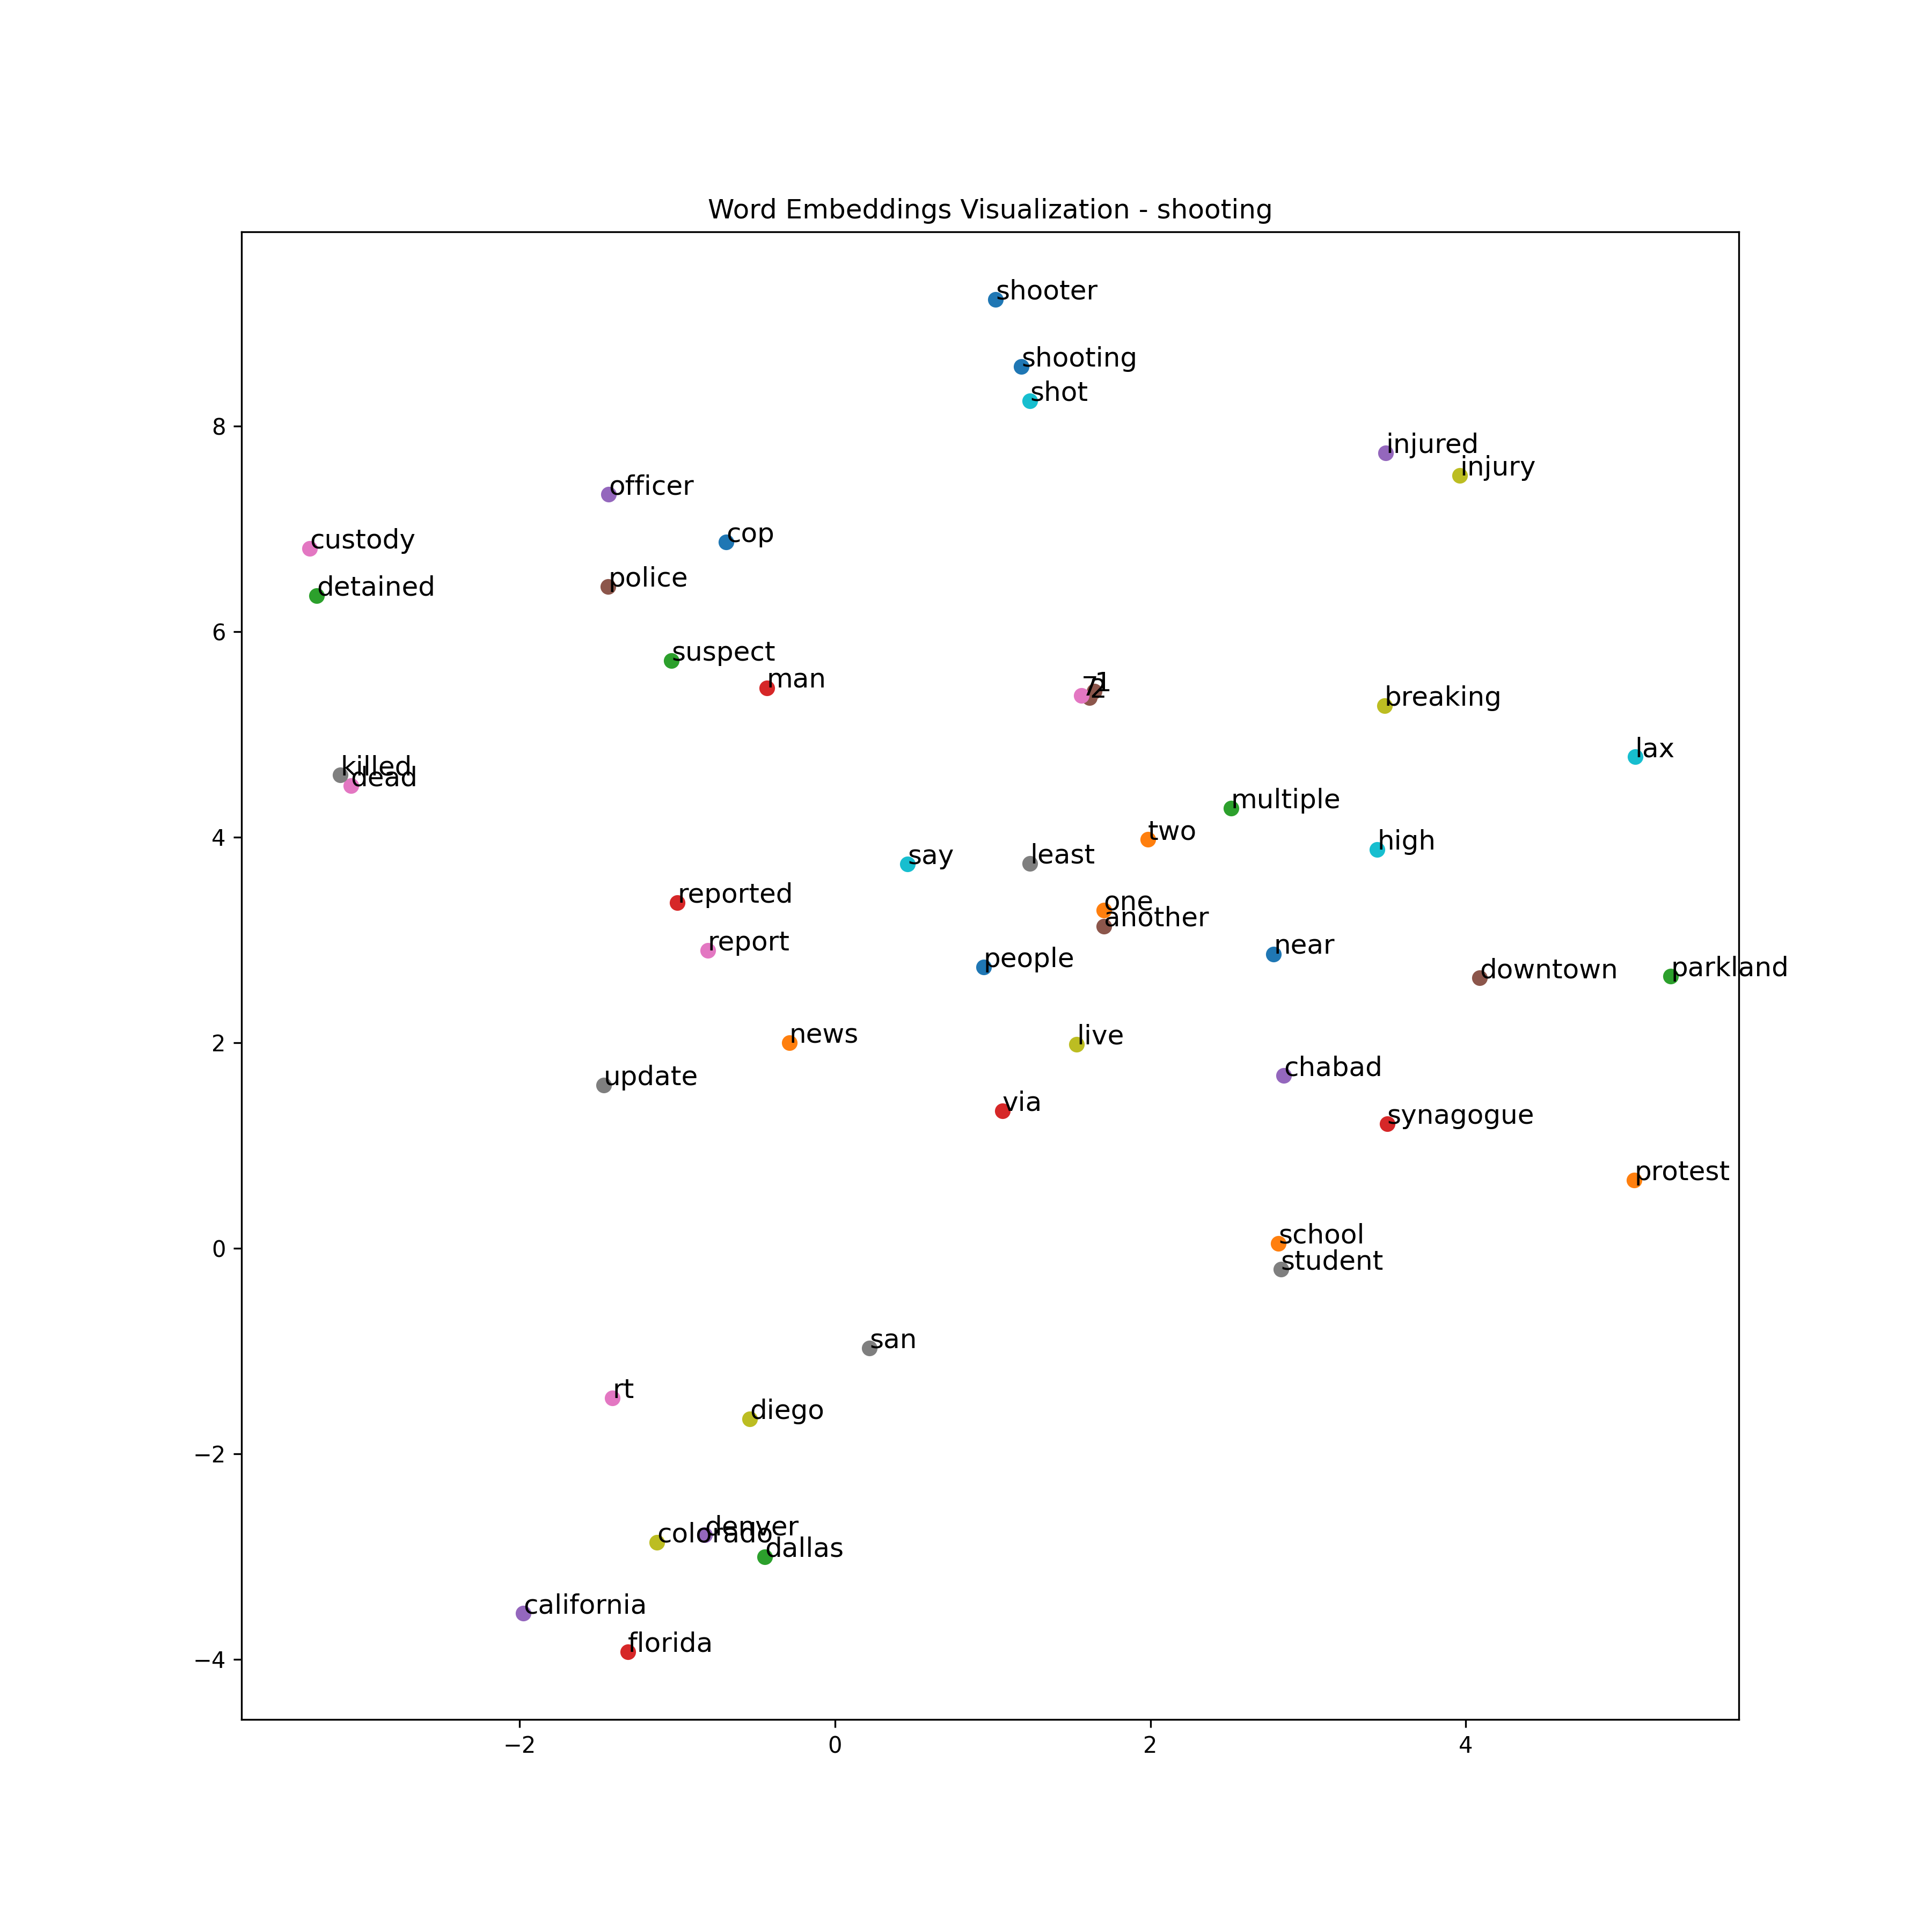 Word Embeddings Visualization - shooting
shooter
shooting
shot
injured
injury
officer
cop
custody
detained
police
suspect
man
7
1
2
breaking
lax
killed
dead
multiple
two
high
say
least
reported
one
another
report
people
near
downtown
parkland
news
live
update
chabad
via
synagogue
protest
school
student
san
rt
diego
denver
colorado
dallas
california
florida
8
6
4
2
0
−2
−4
−2
0
2
4